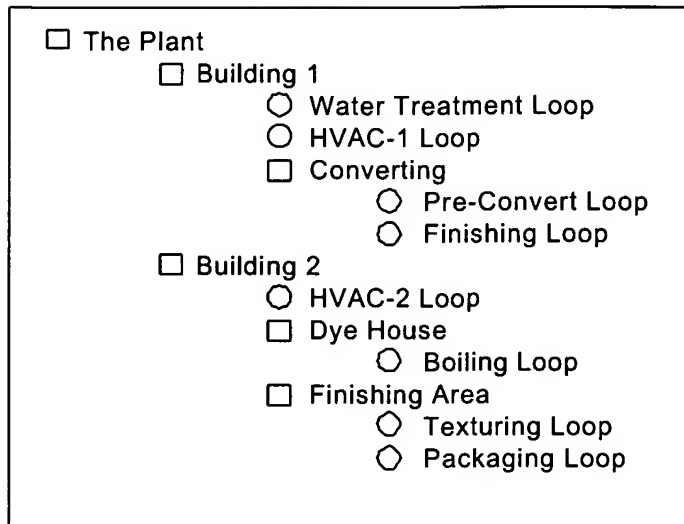 The Plant
Building 1
Water Treatment Loop
HVAC-1 Loop
Converting
Pre-Convert Loop
Finishing Loop
Building 2
HVAC-2 Loop
Dye House
Boiling Loop
Finishing Area
Texturing Loop
Packaging Loop